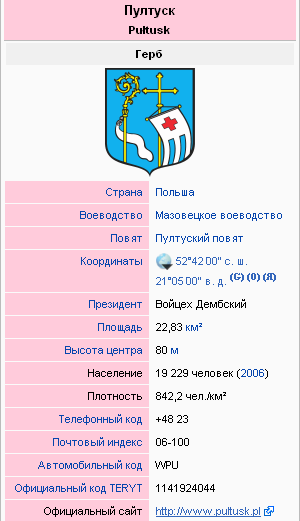 Пултуск
Pułtusk
Герб
Страна Польша
Воеводство Мазовецкое воеводство
Повят Пултуский повят
Координаты 52°42′00″ с. ш.
21°05′00″ в. д. (G) (O) (Я)
Президент Войцех Дембский
Площадь 22,83 км²
Высота центра 80 м
Население 19 229 человек (2006)
Плотность 842,2 чел./км²
Телефонный код +48 23
Почтовый индекс 06-100
Автомобильный код WPU
Официальный код TERYT 1141924044
Официальный сайт http://www.pultusk.pl